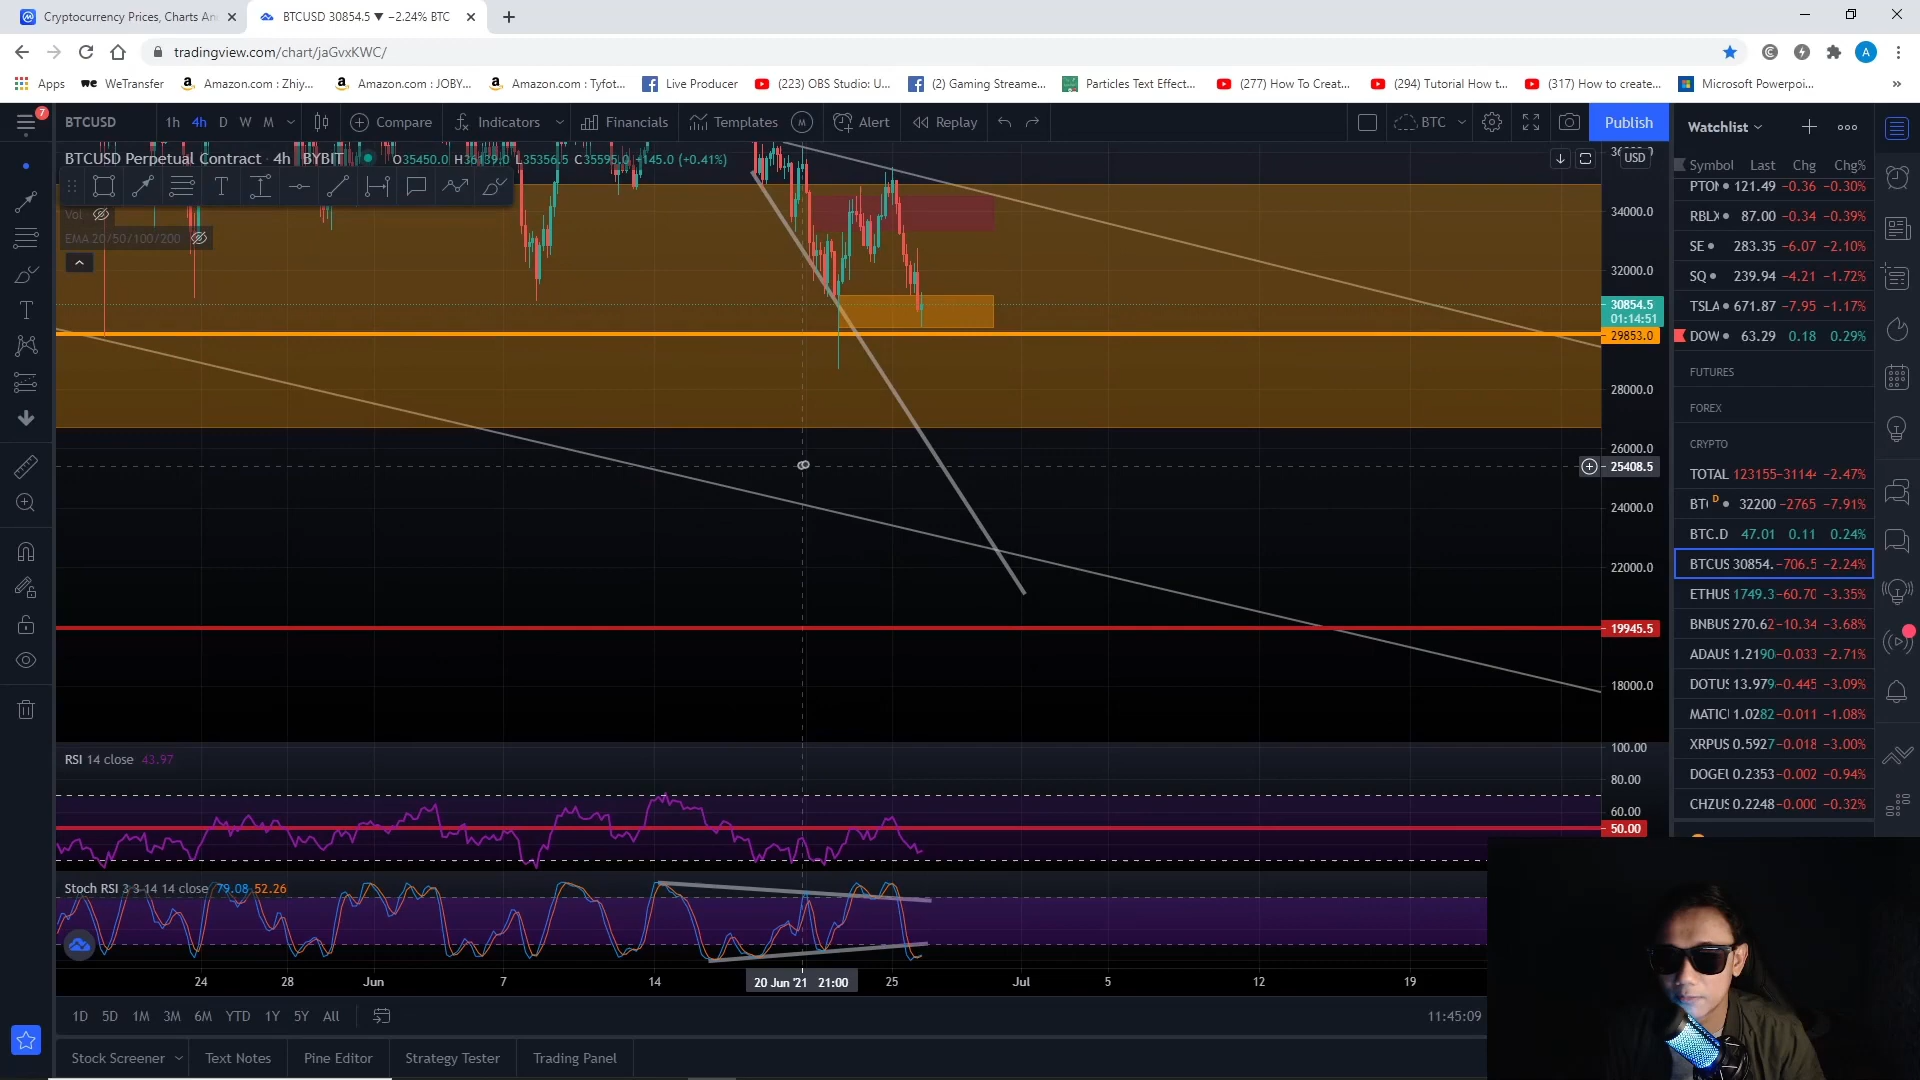 Cryptocurrency Prices, Charts An
BTCUSD 30854.5 ▼ −2.24% BTC
tradingview.com/chart/jaGvxKWC/
A
Apps
WeTransfer
Amazon.com : Zhiy...
Amazon.com : JOBY...
Amazon.com : Tyfot...
Live Producer
(223) OBS Studio: U...
(2) Gaming Streame...
Particles Text Effect...
(277) How To Creat...
(294) Tutorial How t...
(317) How to create...
Microsoft Powerpoi...
»
7
BTCUSD
1h 4h D W M
Compare
Indicators
Financials
Templates
M
Alert
Replay
BTC
Publish
Watchlist
BTCUSD Perpetual Contract · 4h · BYBIT
O35450.0 H36139.0 L35356.5 C35595.0 +145.0 (+0.41%)
USD
Vol
EMA 20/50/100/200
34000.0
32000.0
30854.5
01:14:51
29853.0
28000.0
26000.0
25408.5
24000.0
22000.0
19945.5
18000.0
Symbol Last Chg Chg%
PTON 121.49 −0.36 −0.30%
RBLX 87.00 −0.34 −0.39%
SE 283.35 −6.07 −2.10%
SQ 239.94 −4.21 −1.72%
TSLA 671.87 −7.95 −1.17%
DOW 63.29 0.18 0.29%
FUTURES
FOREX
CRYPTO
TOTAL 123155 −31144 −2.47%
BT D 32200 −2765 −7.91%
BTC.D 47.01 0.11 0.24%
BTCUS 30854. −706.5 −2.24%
ETHUS 1749.3 −60.70 −3.35%
BNBUS 270.62 −10.34 −3.68%
ADAUS 1.2190 −0.033 −2.71%
DOTUS 13.979 −0.445 −3.09%
MATIC 1.0282 −0.011 −1.08%
XRPUS 0.5927 −0.018 −3.00%
DOGEU 0.2353 −0.002 −0.94%
CHZUS 0.2248 −0.000 −0.32%
RSI 14 close 43.97
100.00
80.00
60.00
50.00
Stoch RSI 3 3 14 14 close 79.08 52.26
24 28 Jun 7 14 20 Jun '21 21:00 25 Jul 5 12 19
1D 5D 1M 3M 6M YTD 1Y 5Y All
11:45:09
Stock Screener
Text Notes
Pine Editor
Strategy Tester
Trading Panel